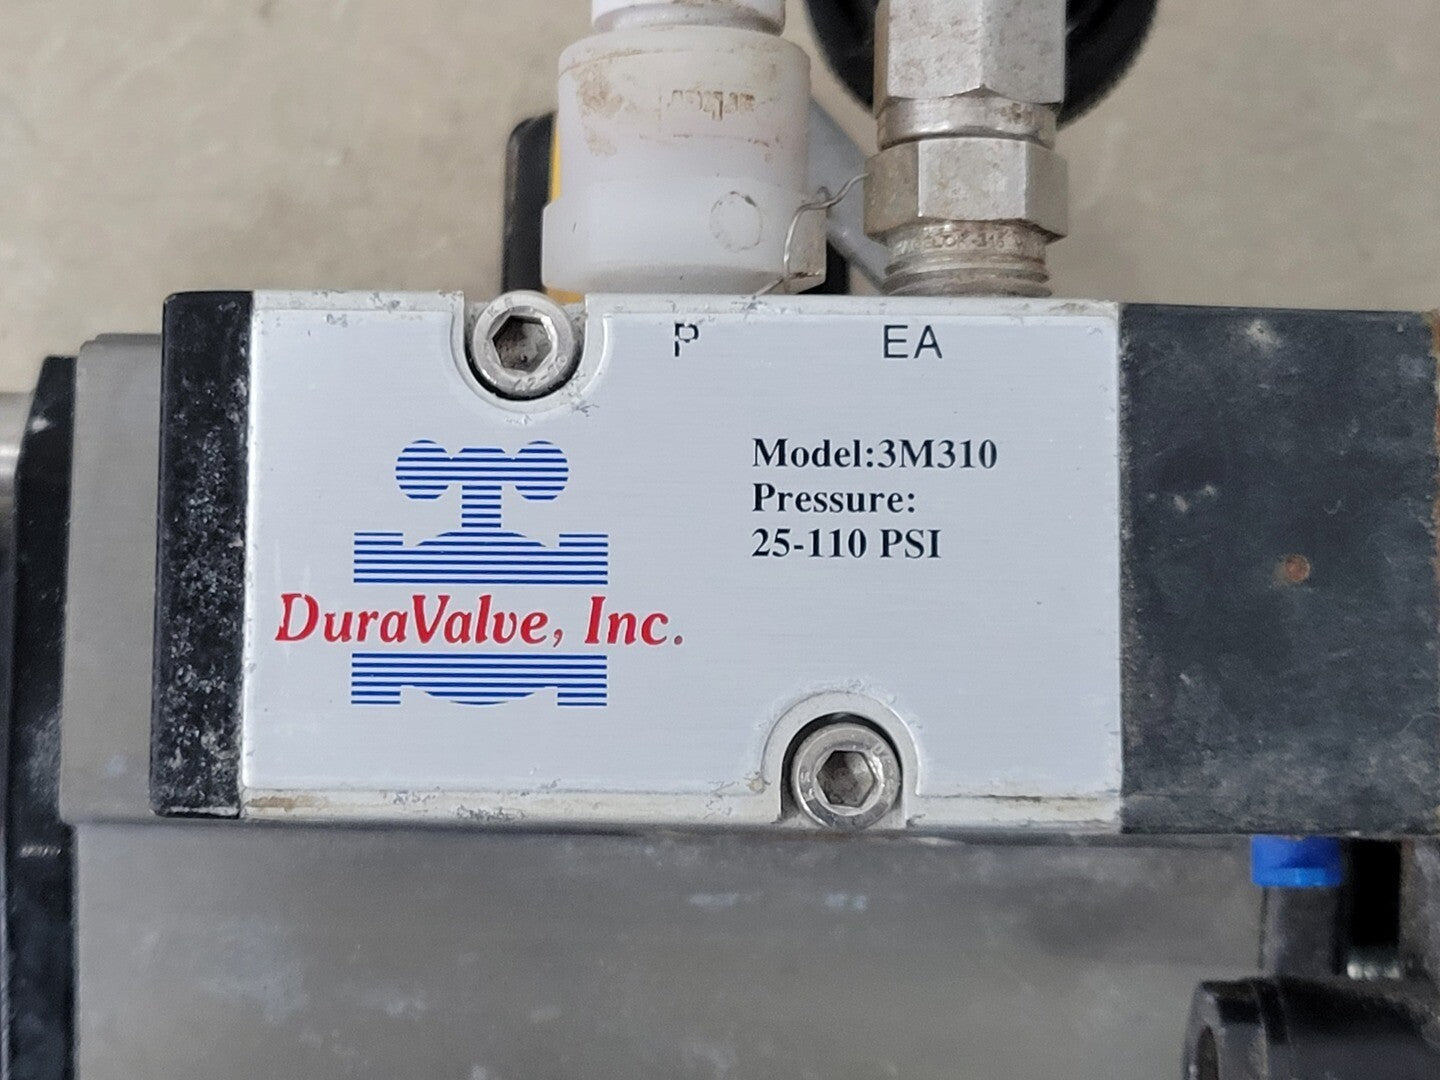 P EA
Model:3M310
Pressure:
25-110 PSI
DuraValve, Inc.